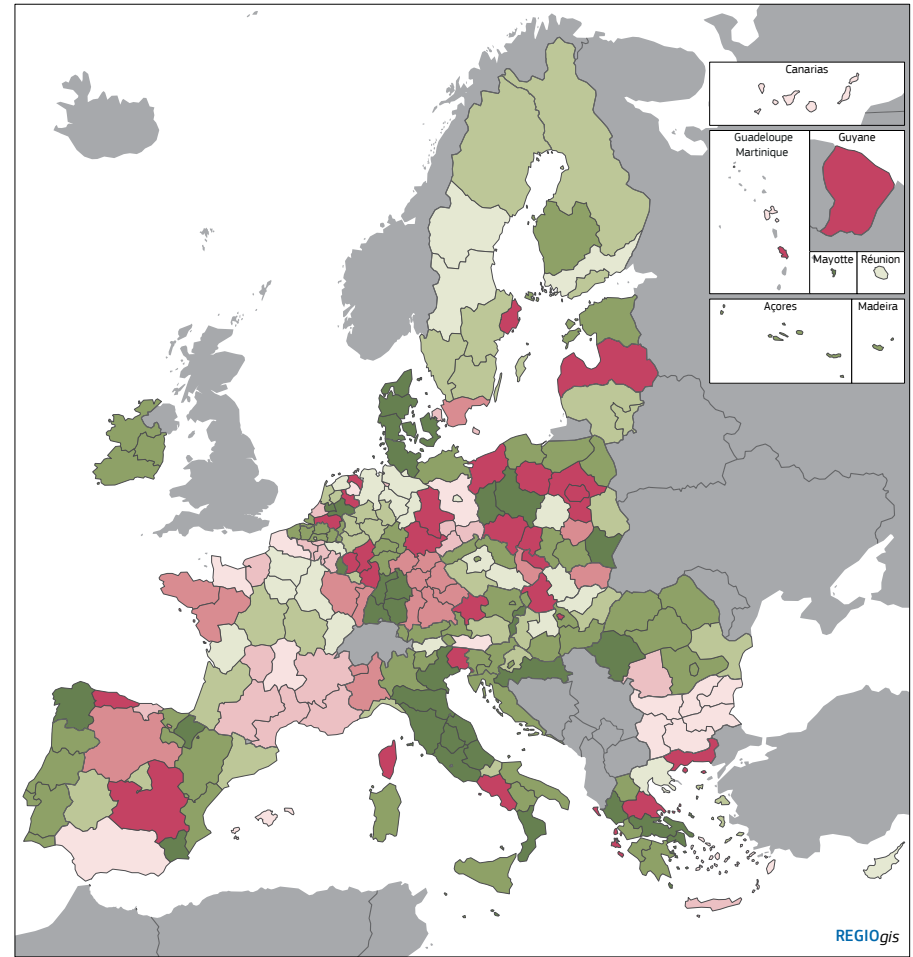 Canarias
Guadeloupe
Martinique
Guyane
Mayotte
Réunion
Açores
Madeira
REGIOgis